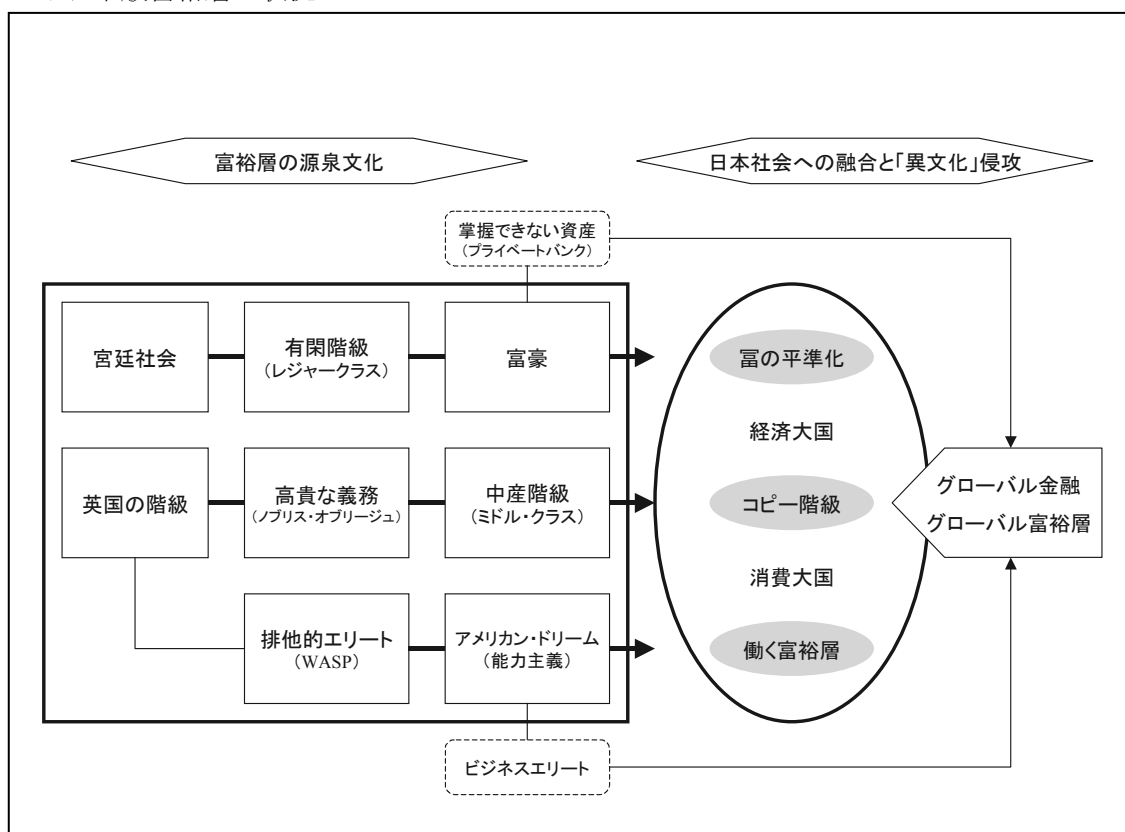 富裕層の源泉文化
日本社会への融合と「異文化」侵攻
掌握できない資産
(プライベートバンク)
宮廷社会
有閑階級
(レジャークラス)
富豪
冨の平準化
経済大国
英国の階級
高貴な義務
(ノブリス・オブリージュ)
中産階級
(ミドル・クラス)
コピー階級
グローバル金融
グローバル富裕層
消費大国
排他的エリート
(WASP)
アメリカン・ドリーム
(能力主義)
働く富裕層
ビジネスエリート